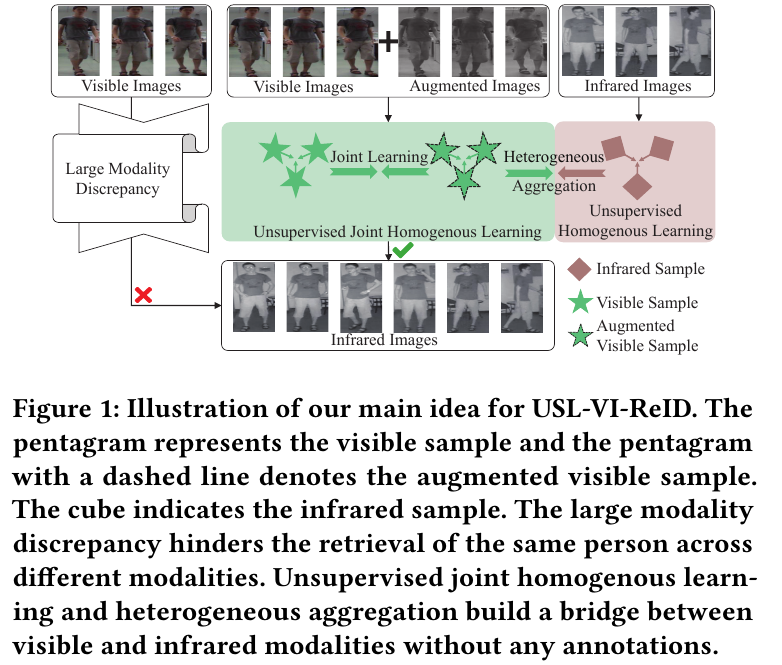 Visible Images
Visible Images
Augmented Images
Infrared Images
Large Modality
Discrepancy
Joint Learning
Heterogeneous
Aggregation
Unsupervised
Homogenous Learning
Unsupervised Joint Homogenous Learning
Infrared Images
Infrared Sample
Visible Sample
Augmented
Visible Sample
Figure 1: Illustration of our main idea for USL-VI-ReID. The
pentagram represents the visible sample and the pentagram
with a dashed line denotes the augmented visible sample.
The cube indicates the infrared sample. The large modality
discrepancy hinders the retrieval of the same person across
different modalities. Unsupervised joint homogenous learn-
ing and heterogeneous aggregation build a bridge between
visible and infrared modalities without any annotations.